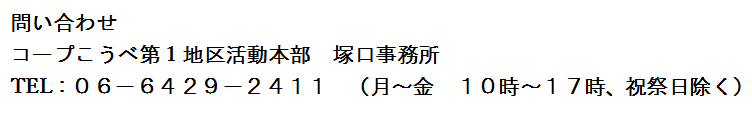 問い合わせ
コープこうべ第１地区活動本部　塚口事務所
TEL：０６－６４２９－２４１１　（月～金　１０時～１７時、祝祭日除く）